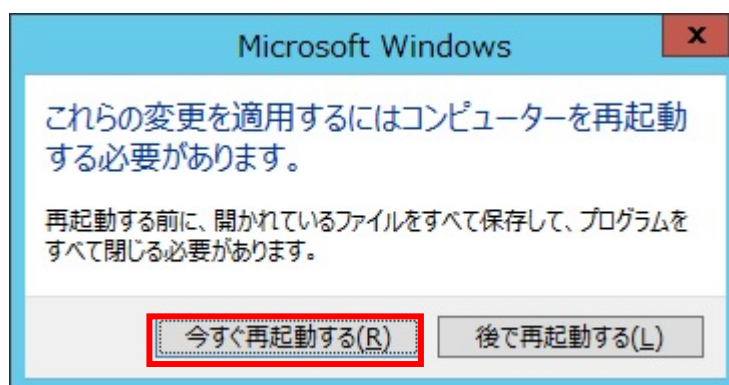 Microsoft Windows
x
これらの変更を適用するにはコンピューターを再起動
する必要があります。
再起動する前に、開かれているファイルをすべて保存して、プログラムを
すべて閉じる必要があります。
今すぐ再起動する(R) 後で再起動する(L)